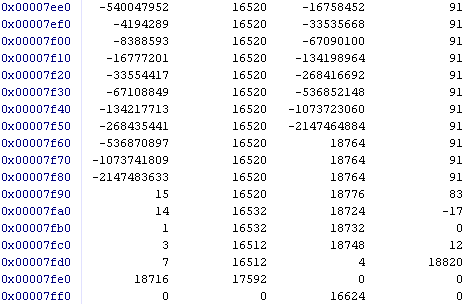 0x00007ee0 -540047952 16520 -16758452 91
0x00007ef0 -4194289 16520 -33535668 91
0x00007f00 -8388593 16520 -67090100 91
0x00007f10 -16777201 16520 -134198964 91
0x00007f20 -33554417 16520 -268416692 91
0x00007f30 -67108849 16520 -536852148 91
0x00007f40 -134217713 16520 -1073723060 91
0x00007f50 -268435441 16520 -2147464884 91
0x00007f60 -536870897 16520 18764 91
0x00007f70 -1073741809 16520 18764 91
0x00007f80 -2147483633 16520 18764 91
0x00007f90 15 16520 18776 83
0x00007fa0 14 16532 18724 -17
0x00007fb0 1 16532 18732 0
0x00007fc0 3 16512 18748 12
0x00007fd0 7 16512 4 18820
0x00007fe0 18716 17592 0 0
0x00007ff0 0 0 16624 0